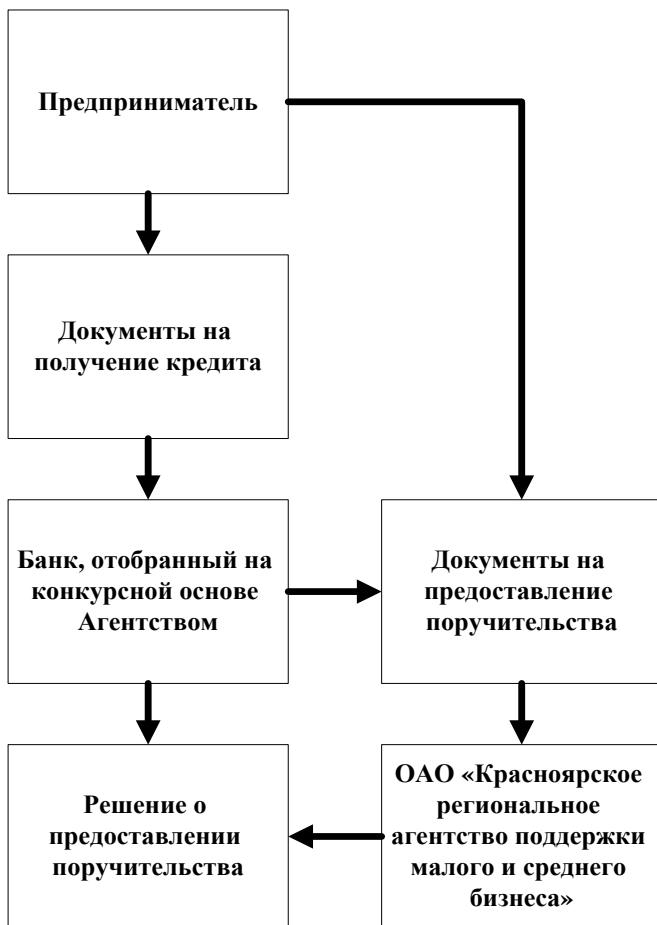 Предприниматель
Документы на
получение кредита
Банк, отобранный на
конкурсной основе
Агентством
Документы на
предоставление
поручительства
Решение о
предоставлении
поручительства
ОАО «Красноярское
региональное
агентство поддержки
малого и среднего
бизнеса»